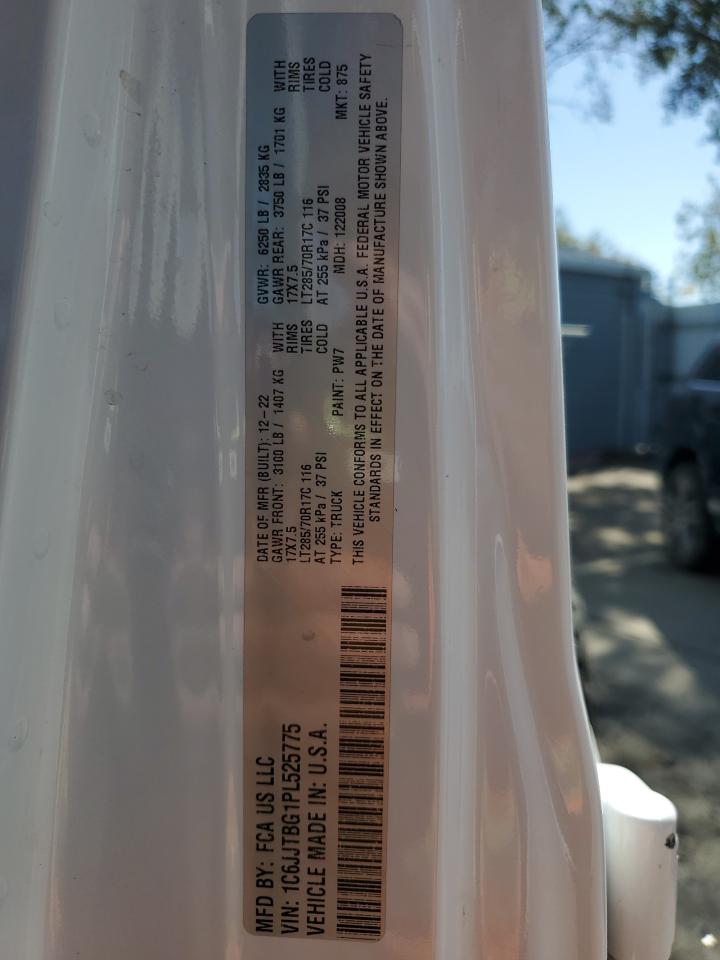 MFD BY: FCA US LLC
VIN: 1C6JJTBG1PL525775
VEHICLE MADE IN: U.S.A.
DATE OF MFR (BUILT): 12-22 GVWR: 6250 LB / 2835 KG
GAWR FRONT: 3100 LB / 1407 KG WITH GAWR REAR: 3750 LB / 1701 KG WITH
17X7.5 RIMS 17X7.5 RIMS
LT285/70R17C 116 TIRES LT285/70R17C 116 TIRES
AT 255 kPa / 37 PSI COLD AT 255 kPa / 37 PSI COLD
TYPE: TRUCK PAINT: PW7 MDH: 122008 MKT: 875
THIS VEHICLE CONFORMS TO ALL APPLICABLE U.S.A. FEDERAL MOTOR VEHICLE SAFETY
STANDARDS IN EFFECT ON THE DATE OF MANUFACTURE SHOWN ABOVE.